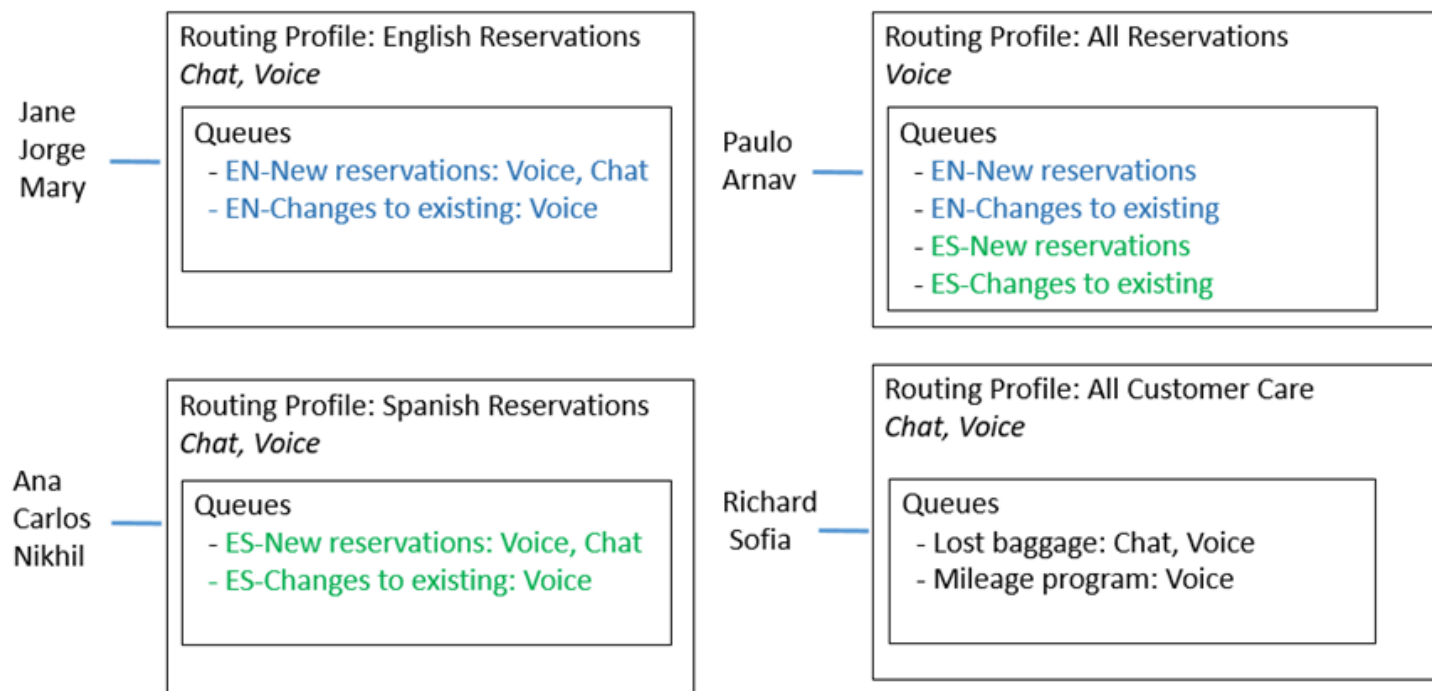 Jane
Jorge
Mary
Routing Profile: English Reservations
Chat, Voice
Queues
- EN-New reservations: Voice, Chat
- EN-Changes to existing: Voice
Paulo
Arnav
Routing Profile: All Reservations
Voice
Queues
- EN-New reservations
- EN-Changes to existing
- ES-New reservations
- ES-Changes to existing
Ana
Carlos
Nikhil
Routing Profile: Spanish Reservations
Chat, Voice
Queues
- ES-New reservations: Voice, Chat
- ES-Changes to existing: Voice
Richard
Sofia
Routing Profile: All Customer Care
Chat, Voice
Queues
- Lost baggage: Chat, Voice
- Mileage program: Voice